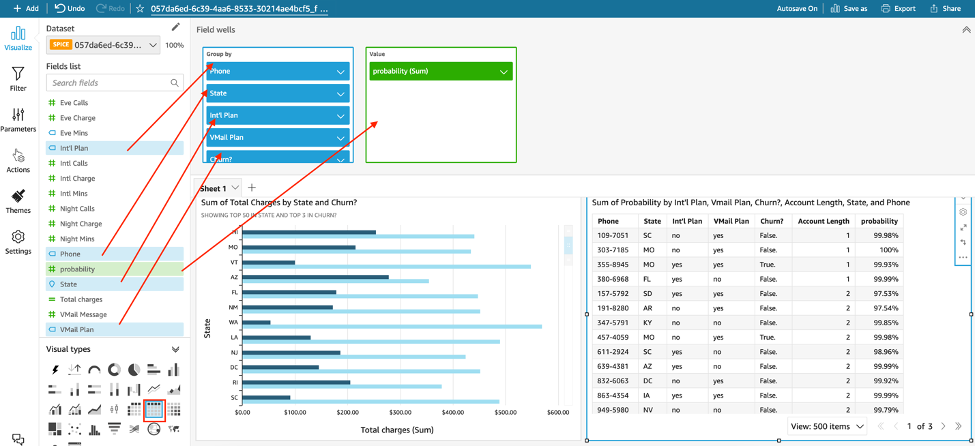 + Add
Undo
Redo
057da6ed-6c39-4aa6-8533-30214ae4bcf5_f ...
Autosave On
Save as
Export
Share
Visualize
Filter
Parameters
Actions
Themes
Settings
Dataset
SPICE 057da6ed-6c39... 100%
Fields list
Search fields
Eve Calls
Eve Charge
Eve Mins
Int'l Plan
Intl Calls
Intl Charge
Intl Mins
Night Calls
Night Charge
Night Mins
Phone
probability
State
Total charges
VMail Message
VMail Plan
Visual types
Field wells
Group by
Phone
State
Int'l Plan
VMail Plan
Churn?
Value
probability (Sum)
Sheet 1
Sum of Total Charges by State and Churn?
SHOWING TOP 50 IN STATE AND TOP 3 IN CHURN?
State
MO
VT
AZ
FL
NM
WA
LA
NJ
DC
RI
SC
$0.00 $100.00 $200.00 $300.00 $400.00 $500.00 $600.00
Total charges (Sum)
Sum of Probability by Int'l Plan, Vmail Plan, Churn?, Account Length, State, and Phone
Phone State Int'l Plan VMail Plan Churn? Account Length probability
109-7051 SC no yes False. 1 99.98%
303-7185 MO no yes False. 1 100%
355-8945 MO yes yes True. 1 99.93%
380-6968 FL yes no False. 1 99.99%
157-5792 SD yes yes False. 2 97.53%
191-8280 AR no yes False. 2 97.54%
347-5791 KY no no False. 2 99.85%
457-4059 MO no yes True. 2 99.98%
611-2924 SC yes no False. 2 98.96%
639-4381 AZ yes no False. 2 99.99%
832-6063 DC no yes False. 2 99.92%
863-4354 IA yes yes False. 2 99.99%
949-5980 NV no no False. 2 99.79%
View: 500 items
1 of 3